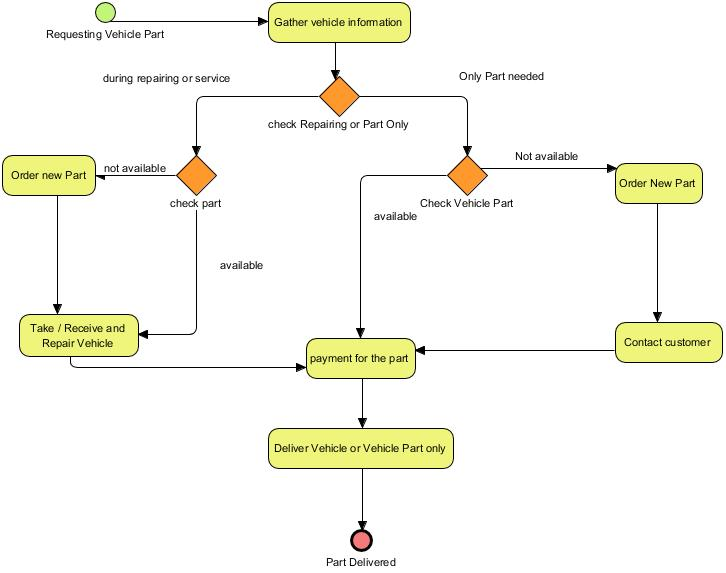 Gather vehicle information
Requesting Vehicle Part
during repairing or service
Only Part needed
check Repairing or Part Only
Not available
not available
Order new Part
Order New Part
check part
Check Vehicle Part
available
available
Take / Receive and
Repair Vehicle
Contact customer
payment for the part
Deliver Vehicle or Vehicle Part only
Part Delivered